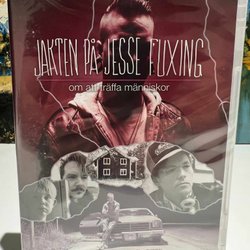 JAKTEN PÅ JESSE FUXING
om att träffa människor